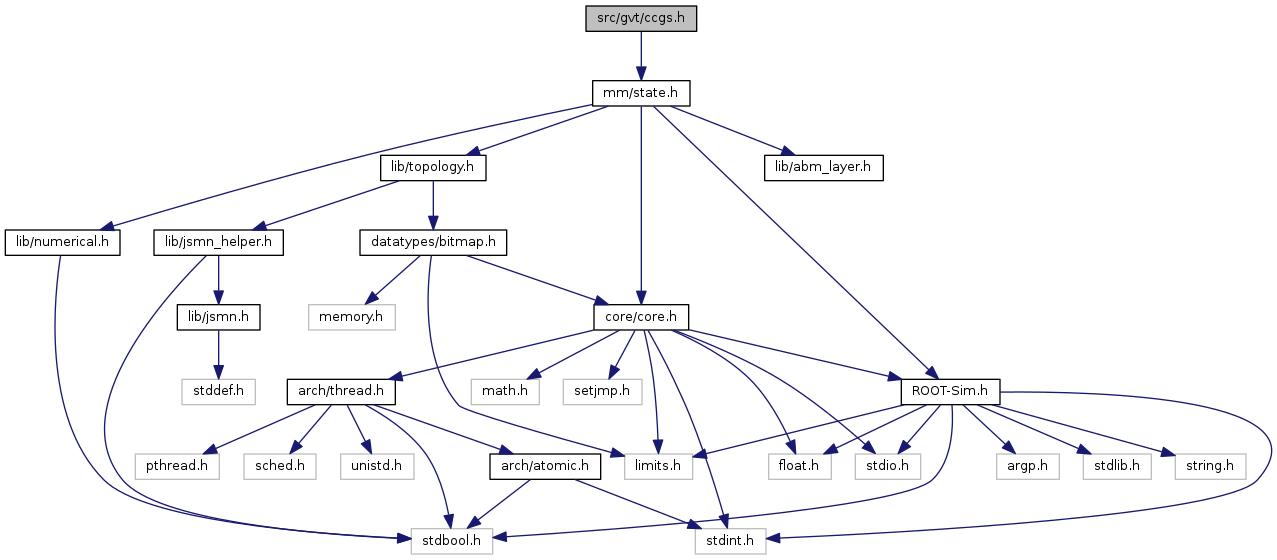 src/gvt/ccgs.h
mm/state.h
lib/topology.h
lib/abm_layer.h
lib/numerical.h
lib/jsmn_helper.h
datatypes/bitmap.h
lib/jsmn.h
memory.h
core/core.h
stddef.h
arch/thread.h
math.h
setjmp.h
ROOT-Sim.h
pthread.h
sched.h
unistd.h
arch/atomic.h
limits.h
float.h
stdio.h
argp.h
stdlib.h
string.h
stdbool.h
stdint.h